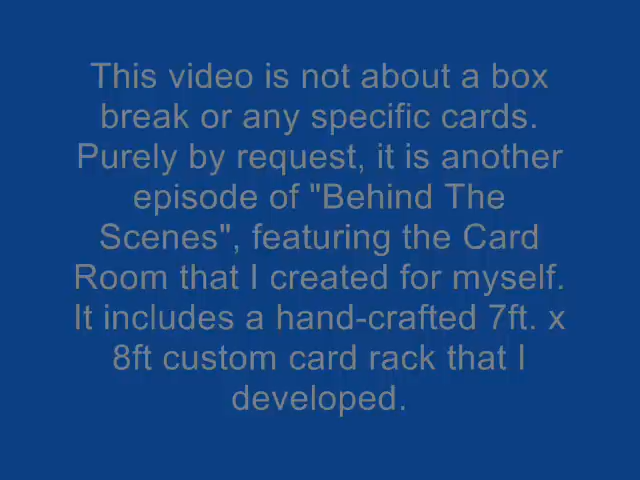 This video is not about a box
break or any specific cards.
Purely by request, it is another
episode of "Behind The
Scenes", featuring the Card
Room that I created for myself.
It includes a hand-crafted 7ft. x
8ft custom card rack that I
developed.